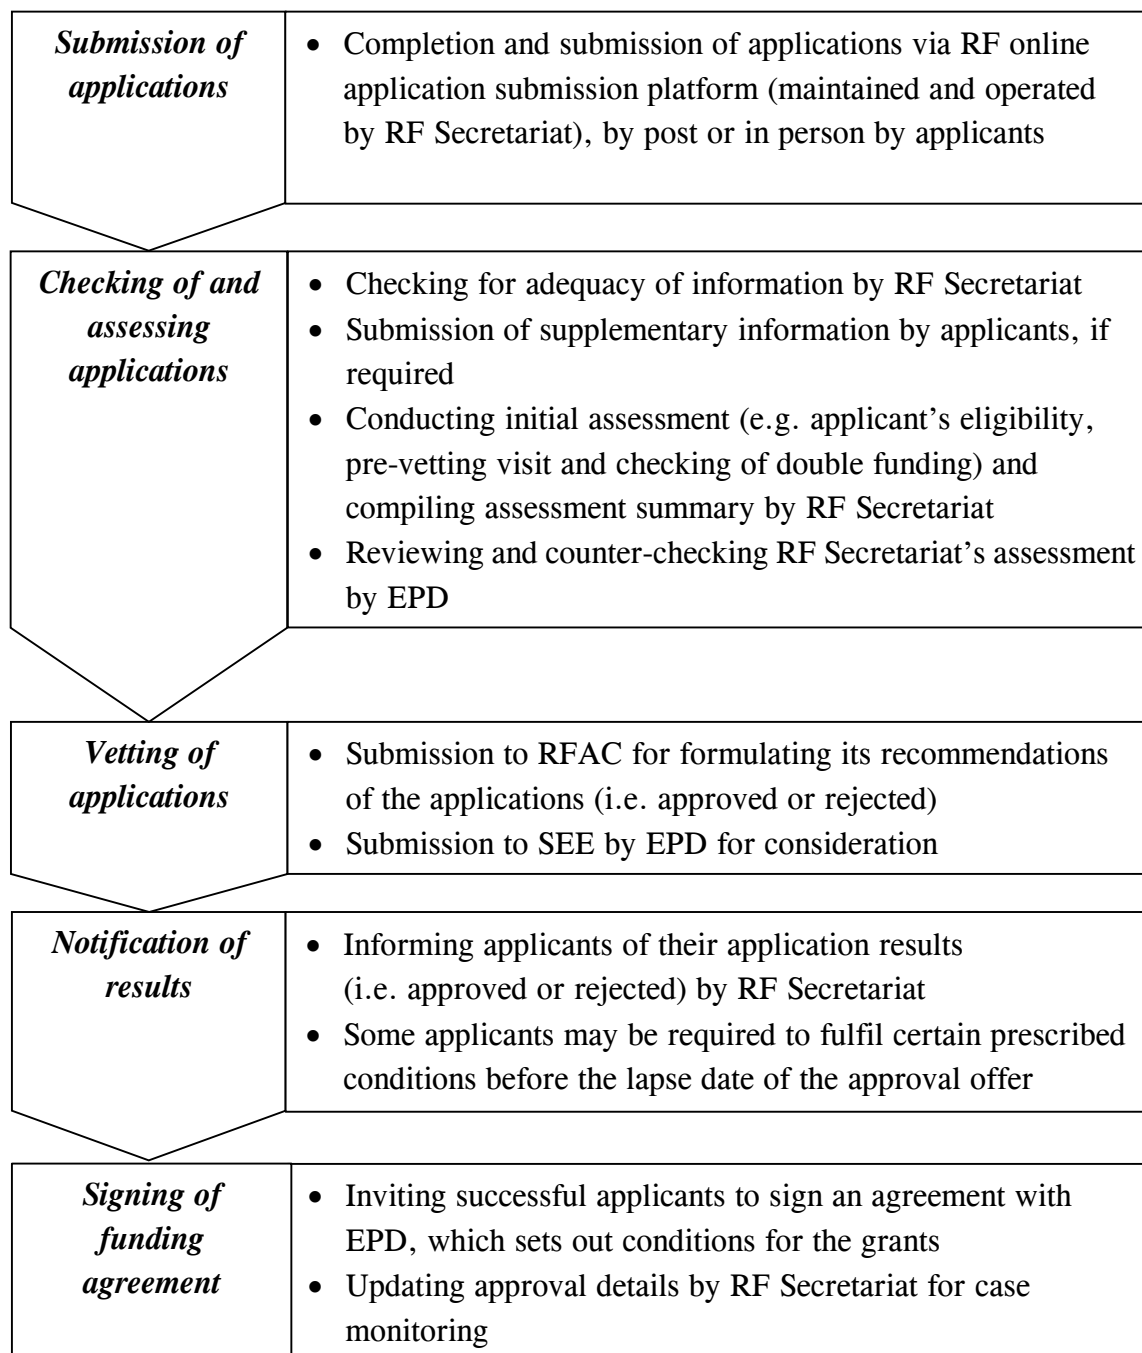 Submission of
applications
• Completion and submission of applications via RF online
application submission platform (maintained and operated
by RF Secretariat), by post or in person by applicants
Checking of and
assessing
applications
• Checking for adequacy of information by RF Secretariat
• Submission of supplementary information by applicants, if
required
• Conducting initial assessment (e.g. applicant’s eligibility,
pre-vetting visit and checking of double funding) and
compiling assessment summary by RF Secretariat
• Reviewing and counter-checking RF Secretariat’s assessment
by EPD
Vetting of
applications
• Submission to RFAC for formulating its recommendations
of the applications (i.e. approved or rejected)
• Submission to SEE by EPD for consideration
Notification of
results
• Informing applicants of their application results
(i.e. approved or rejected) by RF Secretariat
• Some applicants may be required to fulfil certain prescribed
conditions before the lapse date of the approval offer
Signing of
funding
agreement
• Inviting successful applicants to sign an agreement with
EPD, which sets out conditions for the grants
• Updating approval details by RF Secretariat for case
monitoring